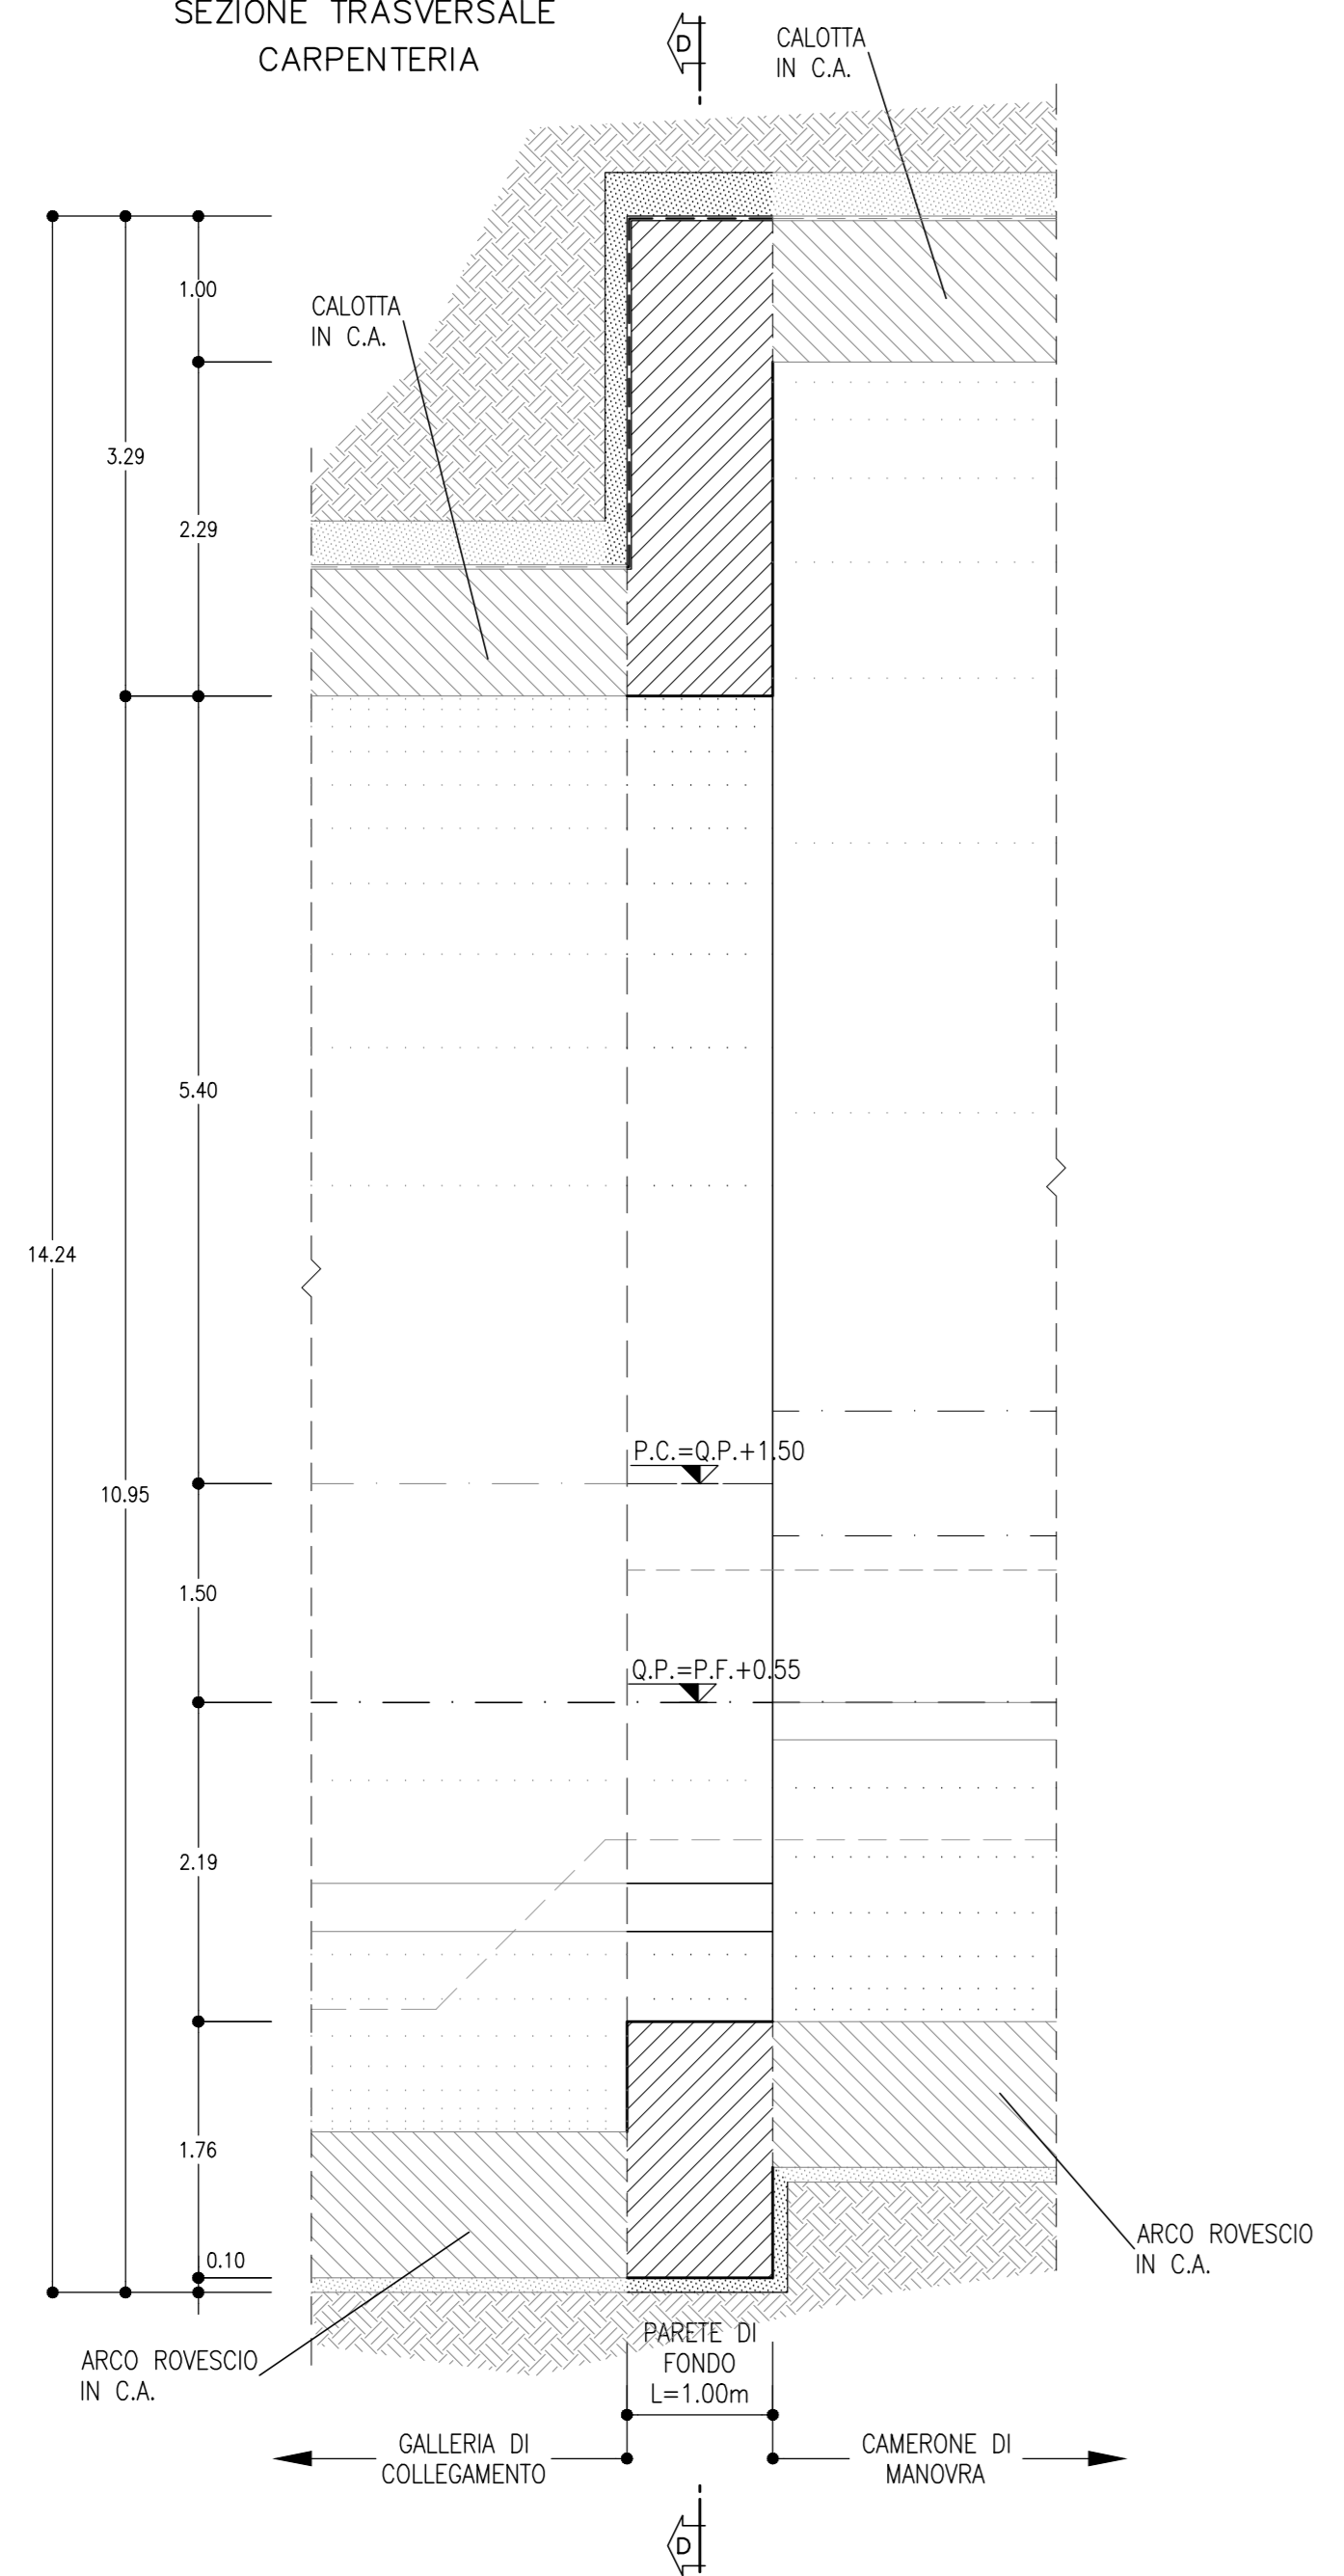 SEZIONE TRASVERSALE
CARPENTERIA
D
CALOTTA
IN C.A.
CALOTTA
IN C.A.
1.00
3.29
2.29
5.40
14.24
P.C.=Q.P.+1.50
10.95
1.50
Q.P.=P.F.+0.55
2.19
1.76
0.10
ARCO ROVESCIO
IN C.A.
ARCO ROVESCIO
IN C.A.
PARETE DI
FONDO
L=1.00m
GALLERIA DI
COLLEGAMENTO
CAMERONE DI
MANOVRA
D